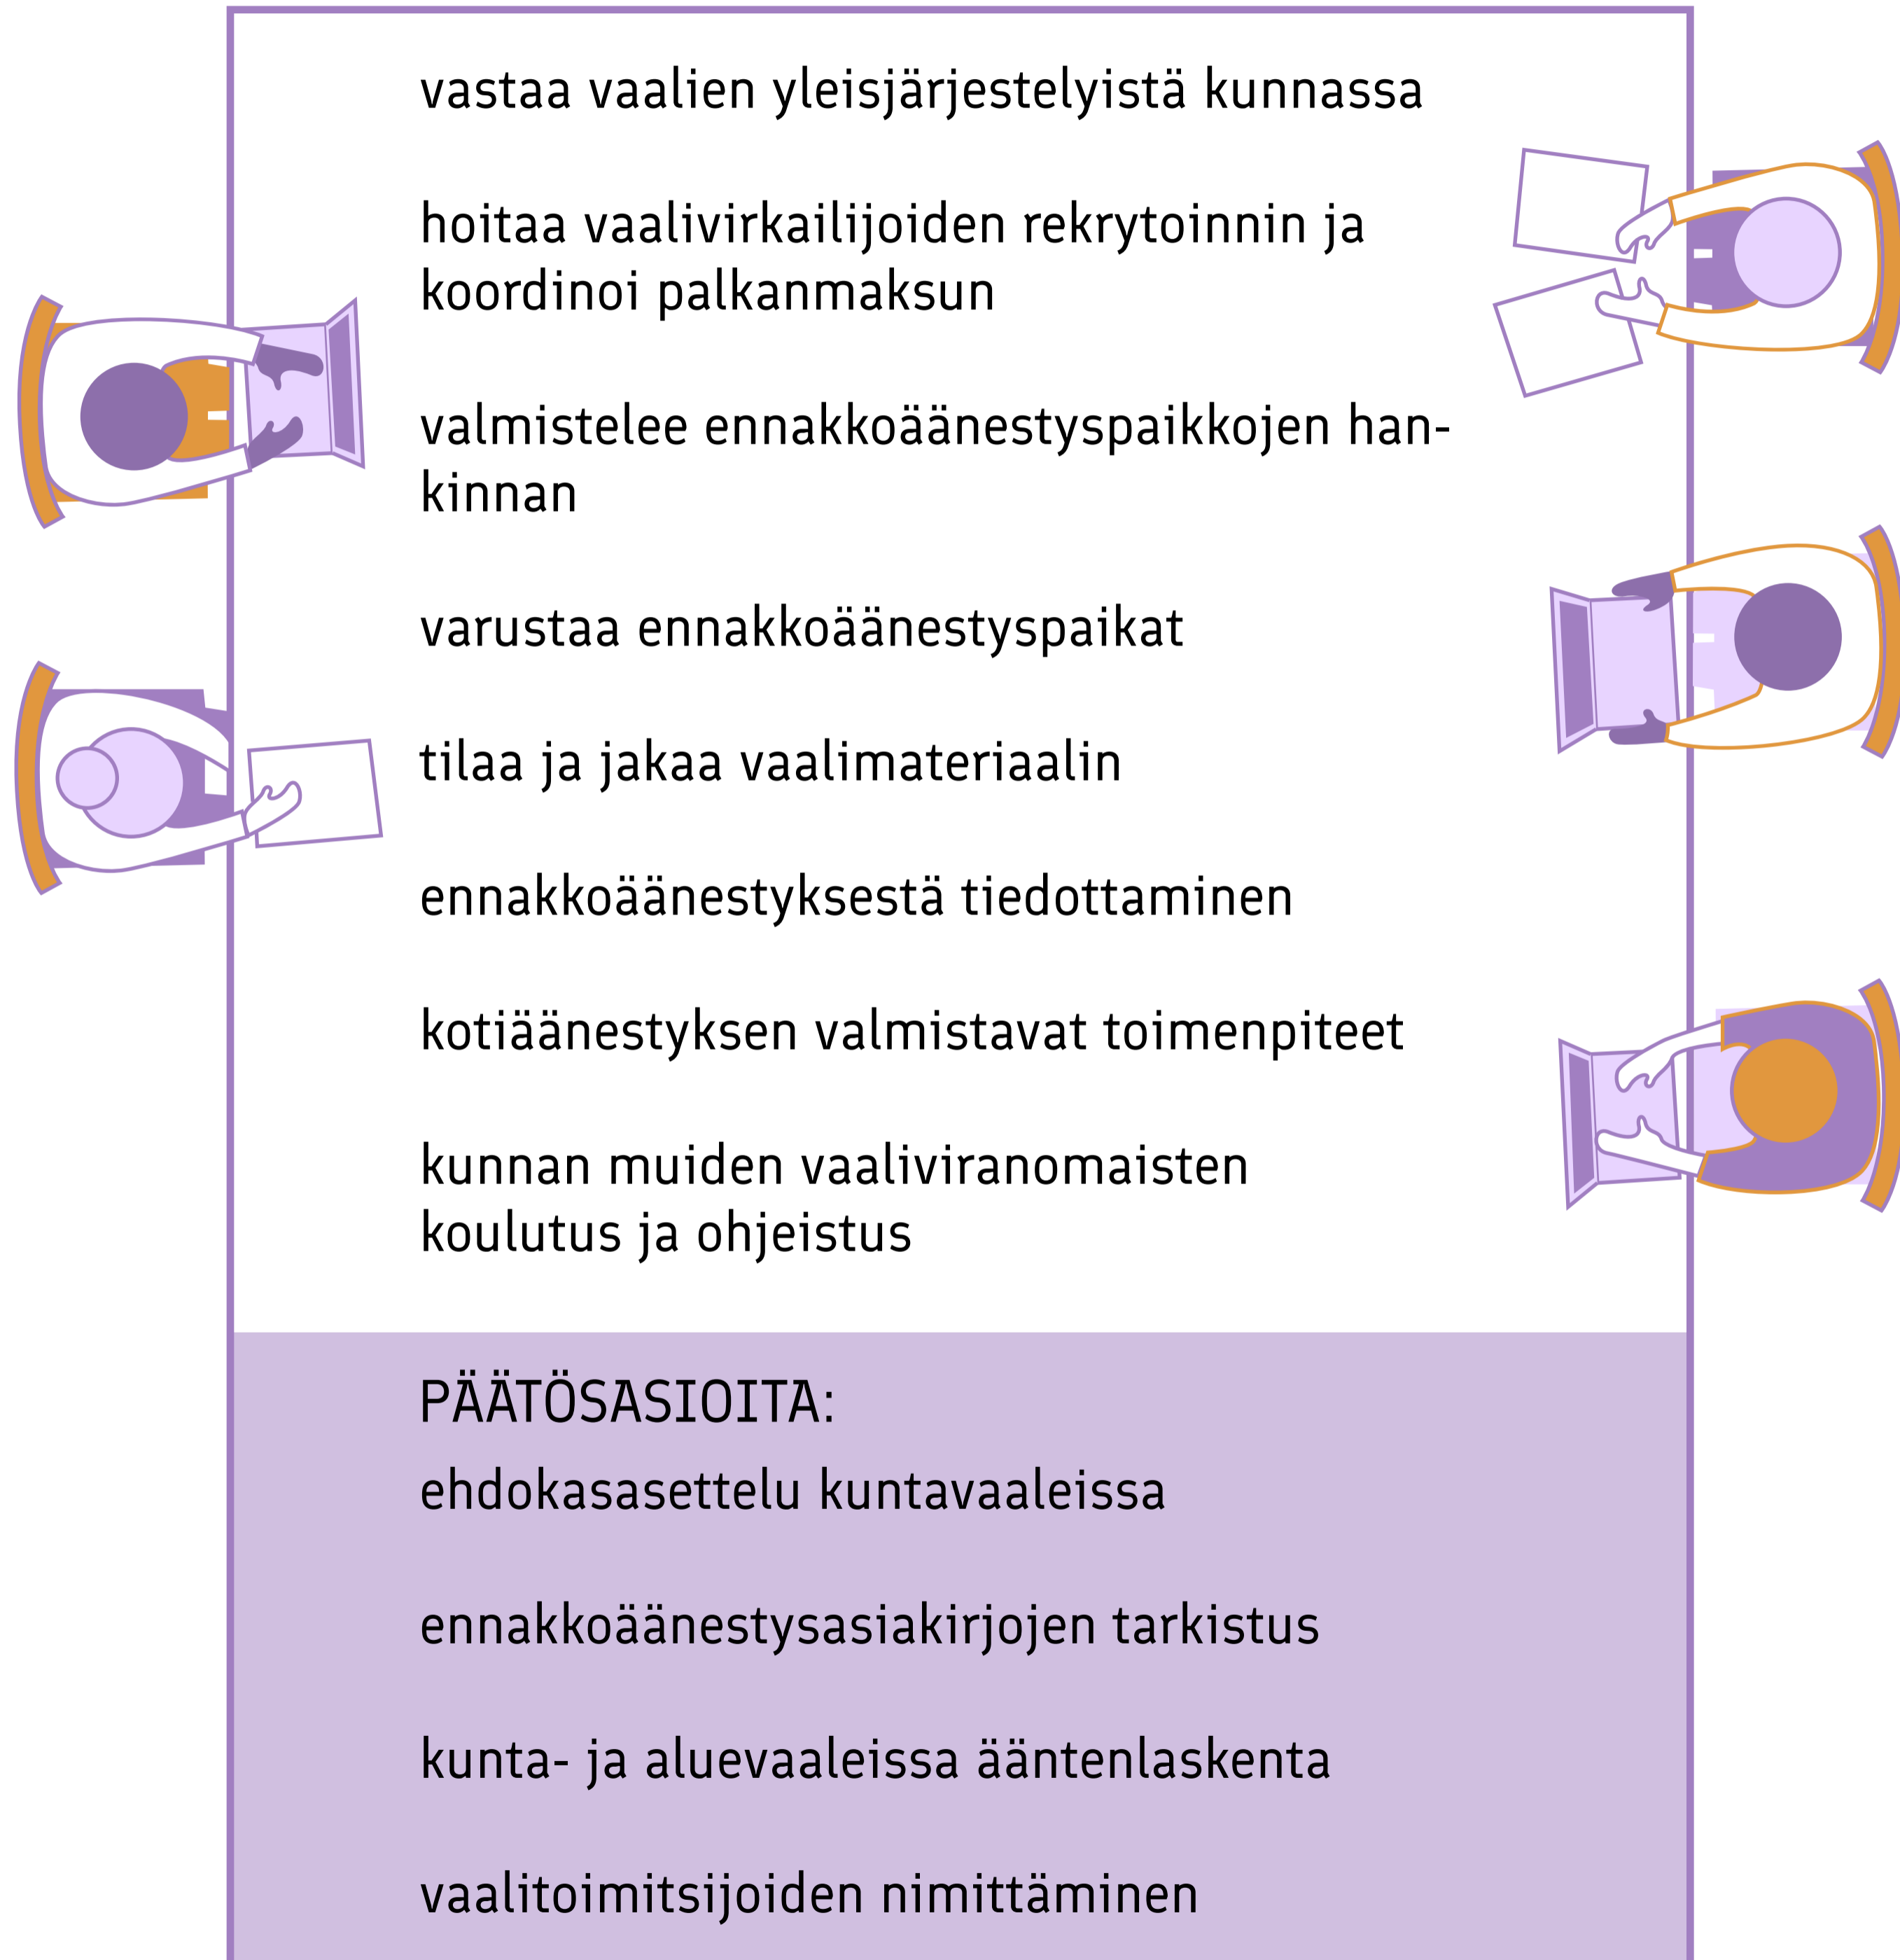 vastaa vaalien yleisjärjestelyistä kunnassa
hoitaa vaalivirkailijoiden rekrytoinnin ja
koordinoi palkanmaksun
valmistelee ennakkoäänestyspaikkojen han-
kinnan
varustaa ennakkoäänestyspaikat
tilaa ja jakaa vaalimateriaalin
ennakkoäänestyksestä tiedottaminen
kotiäänestyksen valmistavat toimenpiteet
kunnan muiden vaaliviranomaisten
koulutus ja ohjeistus
PÄÄTÖSASIOITA:
ehdokasasettelu kuntavaaleissa
ennakkoäänestysasiakirjojen tarkistus
kunta- ja aluevaaleissa ääntenlaskenta
vaalitoimitsijoiden nimittäminen